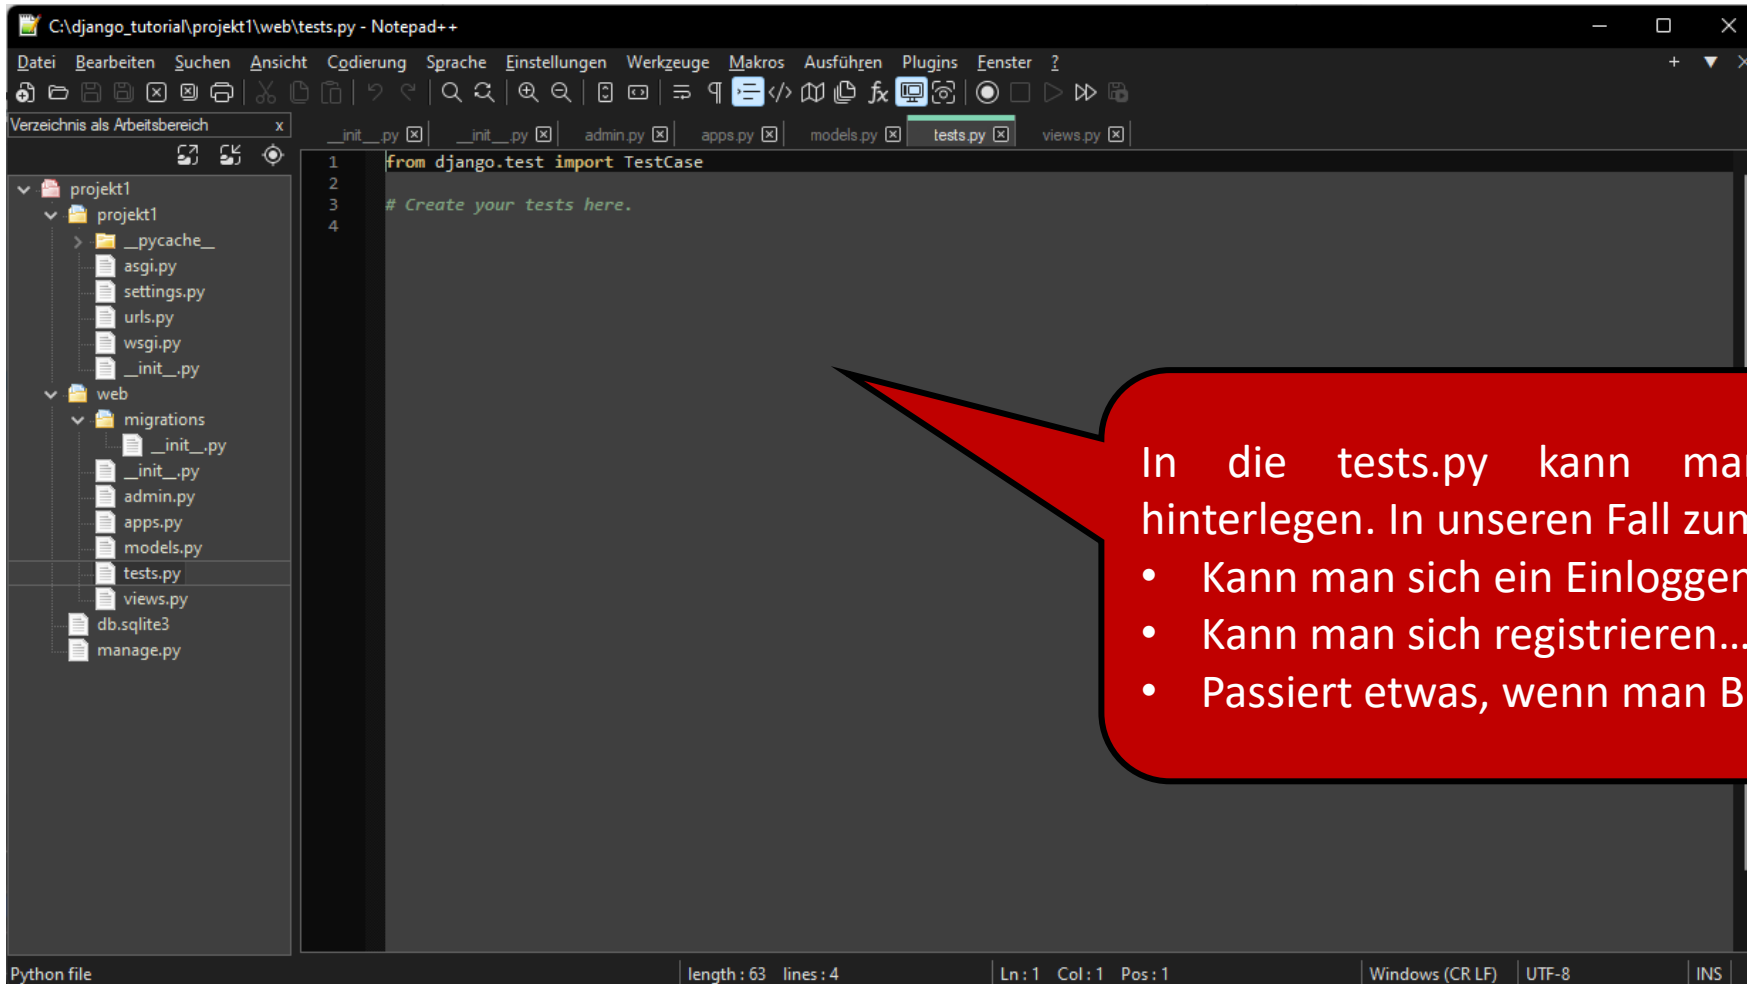 C:\django_tutorial\projekt1\web\tests.py - Notepad++
Datei Bearbeiten Suchen Ansicht Codierung Sprache Einstellungen Werkzeuge Makros Ausführen Plugins Fenster ?
Verzeichnis als Arbeitsbereich x
__init__.py __init__.py admin.py apps.py models.py tests.py views.py
1 from django.test import TestCase
2
3 # Create your tests here.
4
projekt1
projekt1
__pycache__
asgi.py
settings.py
urls.py
wsgi.py
__init__.py
web
migrations
__init__.py
__init__.py
admin.py
apps.py
models.py
tests.py
views.py
db.sqlite3
manage.py
In die tests.py kann
hinterlegen. In unseren Fall
• Kann man sich ein Einloggen
• Kann man sich registrieren...
• Passiert etwas, wenn man B
Python file length : 63 lines : 4 Ln : 1 Col : 1 Pos : 1 Windows (CR LF) UTF-8 INS